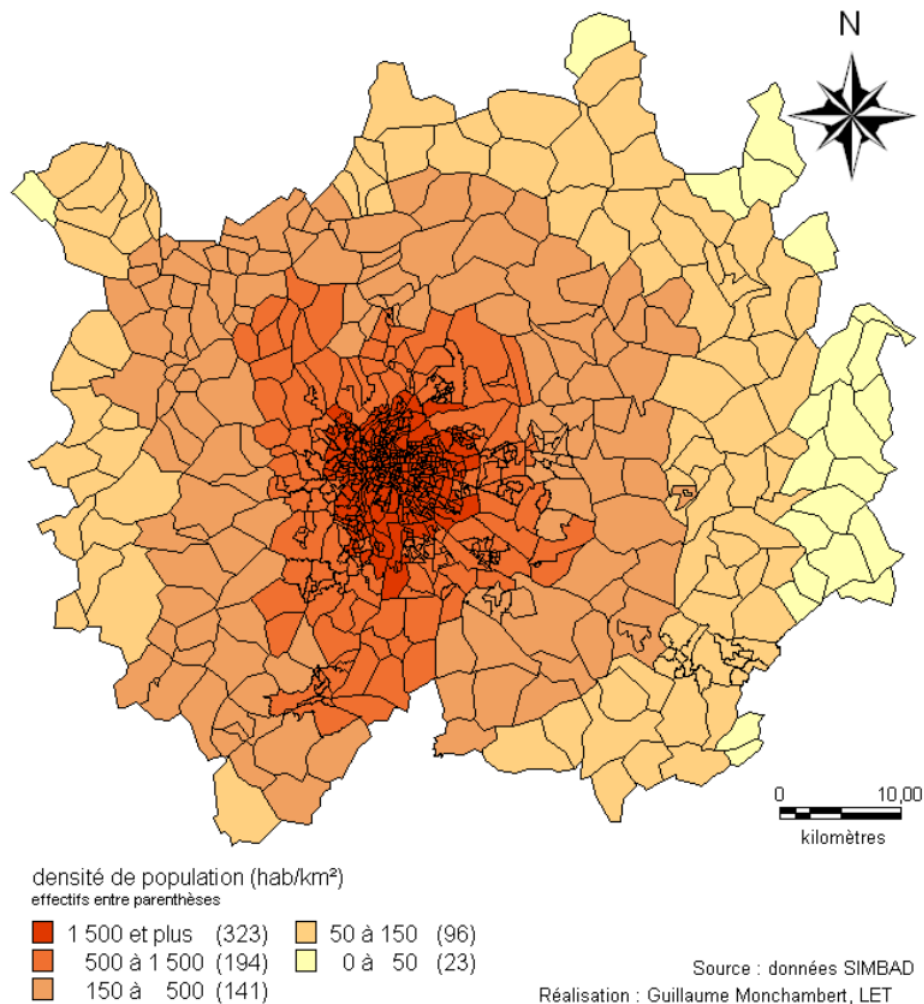 N
0 10,00
kilomètres
densité de population (hab/km²)
effectifs entre parenthèses
1 500 et plus (323)
500 à 1 500 (194)
150 à 500 (141)
50 à 150 (96)
0 à 50 (23)
Source : données SIMBAD
Réalisation : Guillaume Monchambert, LET